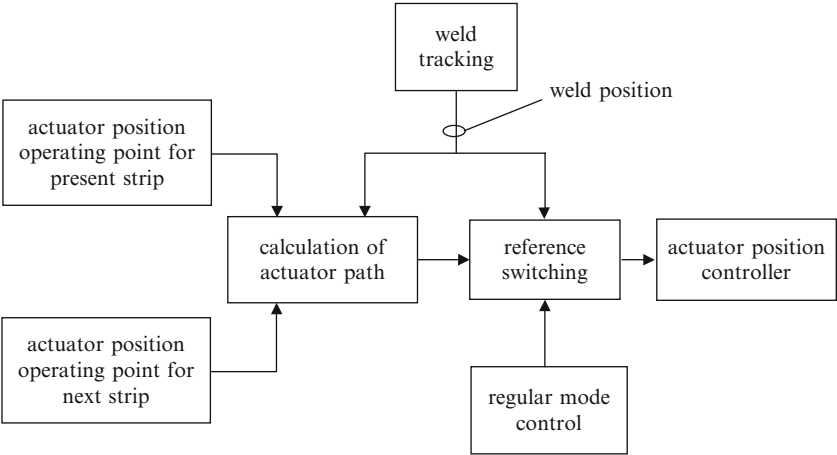 weld
tracking
weld position
actuator position
operating point for
present strip
calculation of
actuator path
reference
switching
actuator position
controller
actuator position
operating point for
next strip
regular mode
control